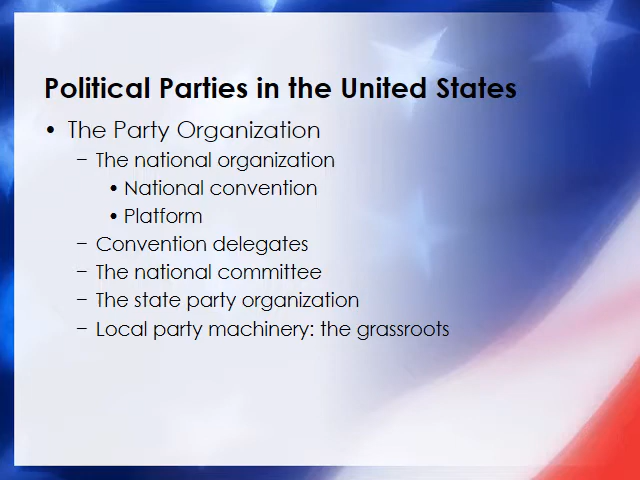 Political Parties in the United States
• The Party Organization
– The national organization
• National convention
• Platform
– Convention delegates
– The national committee
– The state party organization
– Local party machinery: the grassroots